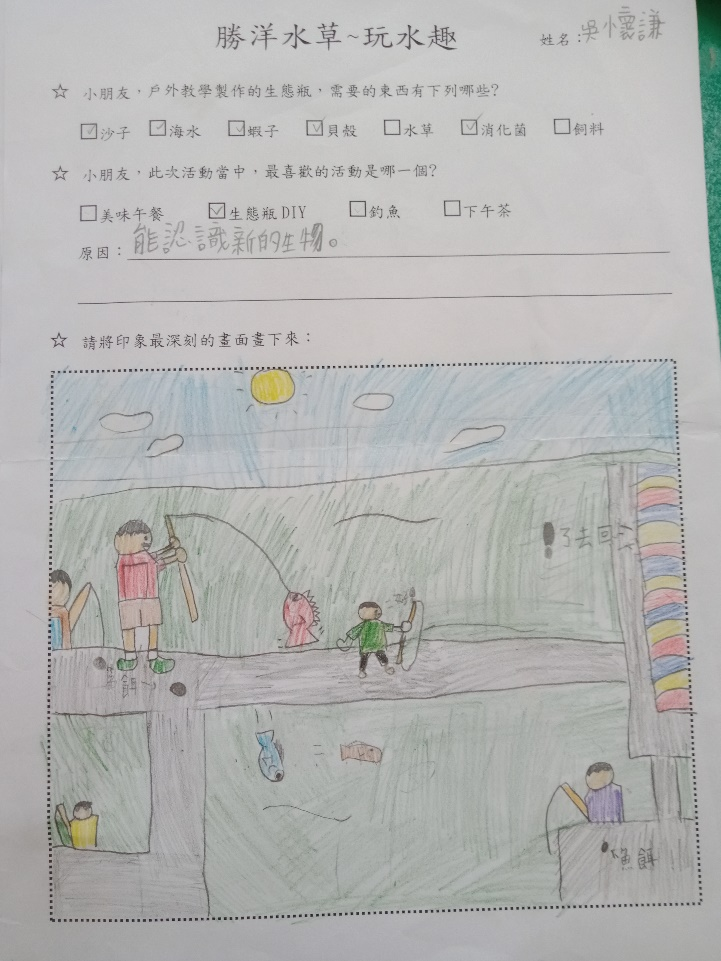 勝洋水草~玩水趣
姓名:吳懷謙
☆ 小朋友，戶外教學製作的生態瓶，需要的東西有下列哪些?
☑沙子 ☑海水 ☑蝦子 ☑貝殼 □水草 ☑消化菌 □飼料
☆ 小朋友，此次活動當中，最喜歡的活動是哪一個?
□美味午餐 ☑生態瓶DIY □釣魚 □下午茶
原因：能認識新的生物。
☆ 請將印象最深刻的畫面畫下來：
魚餌
魚餌